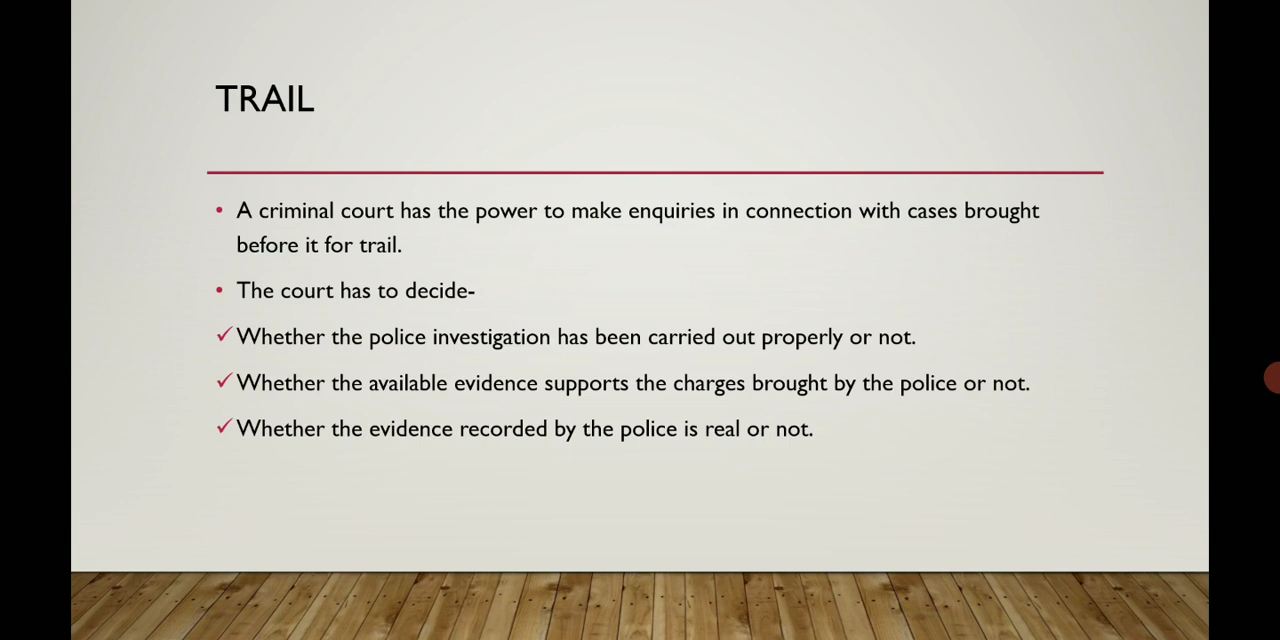 TRAIL
• A criminal court has the power to make enquiries in connection with cases brought
before it for trail.
• The court has to decide-
✓Whether the police investigation has been carried out properly or not.
✓Whether the available evidence supports the charges brought by the police or not.
✓Whether the evidence recorded by the police is real or not.